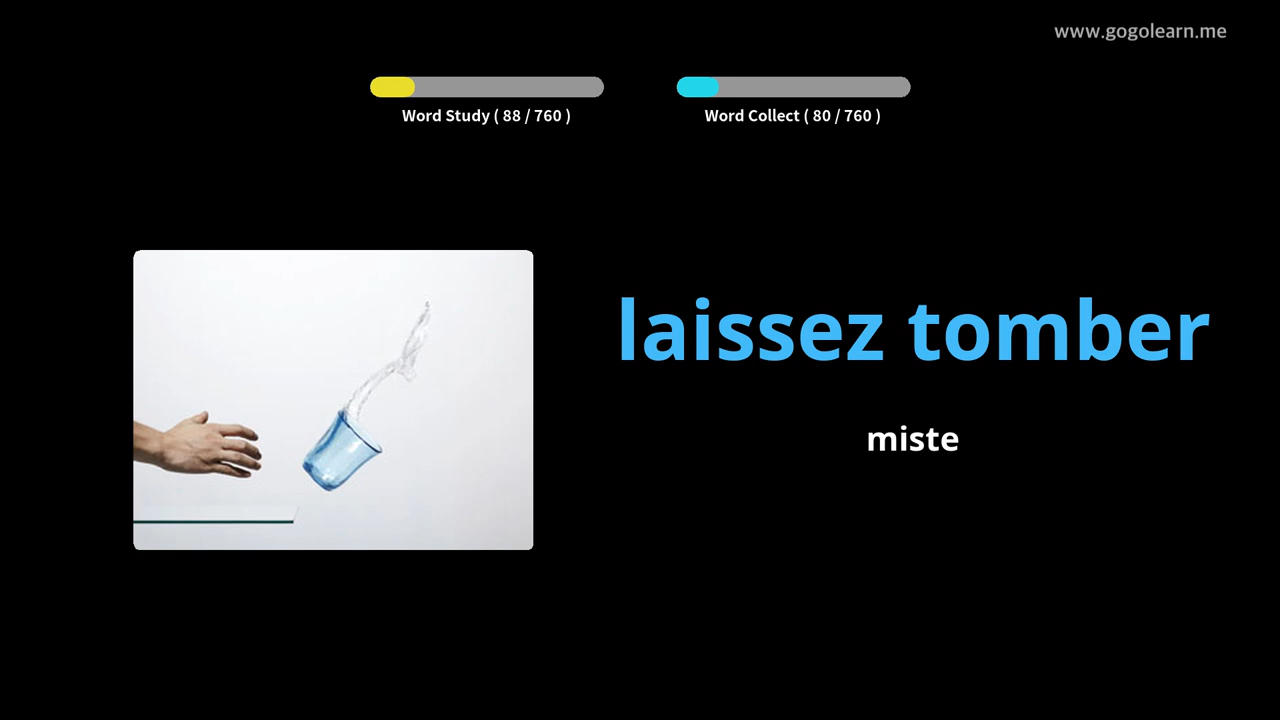 www.gogolearn.me
Word Study ( 88 / 760 )
Word Collect ( 80 / 760 )
laissez tomber
miste